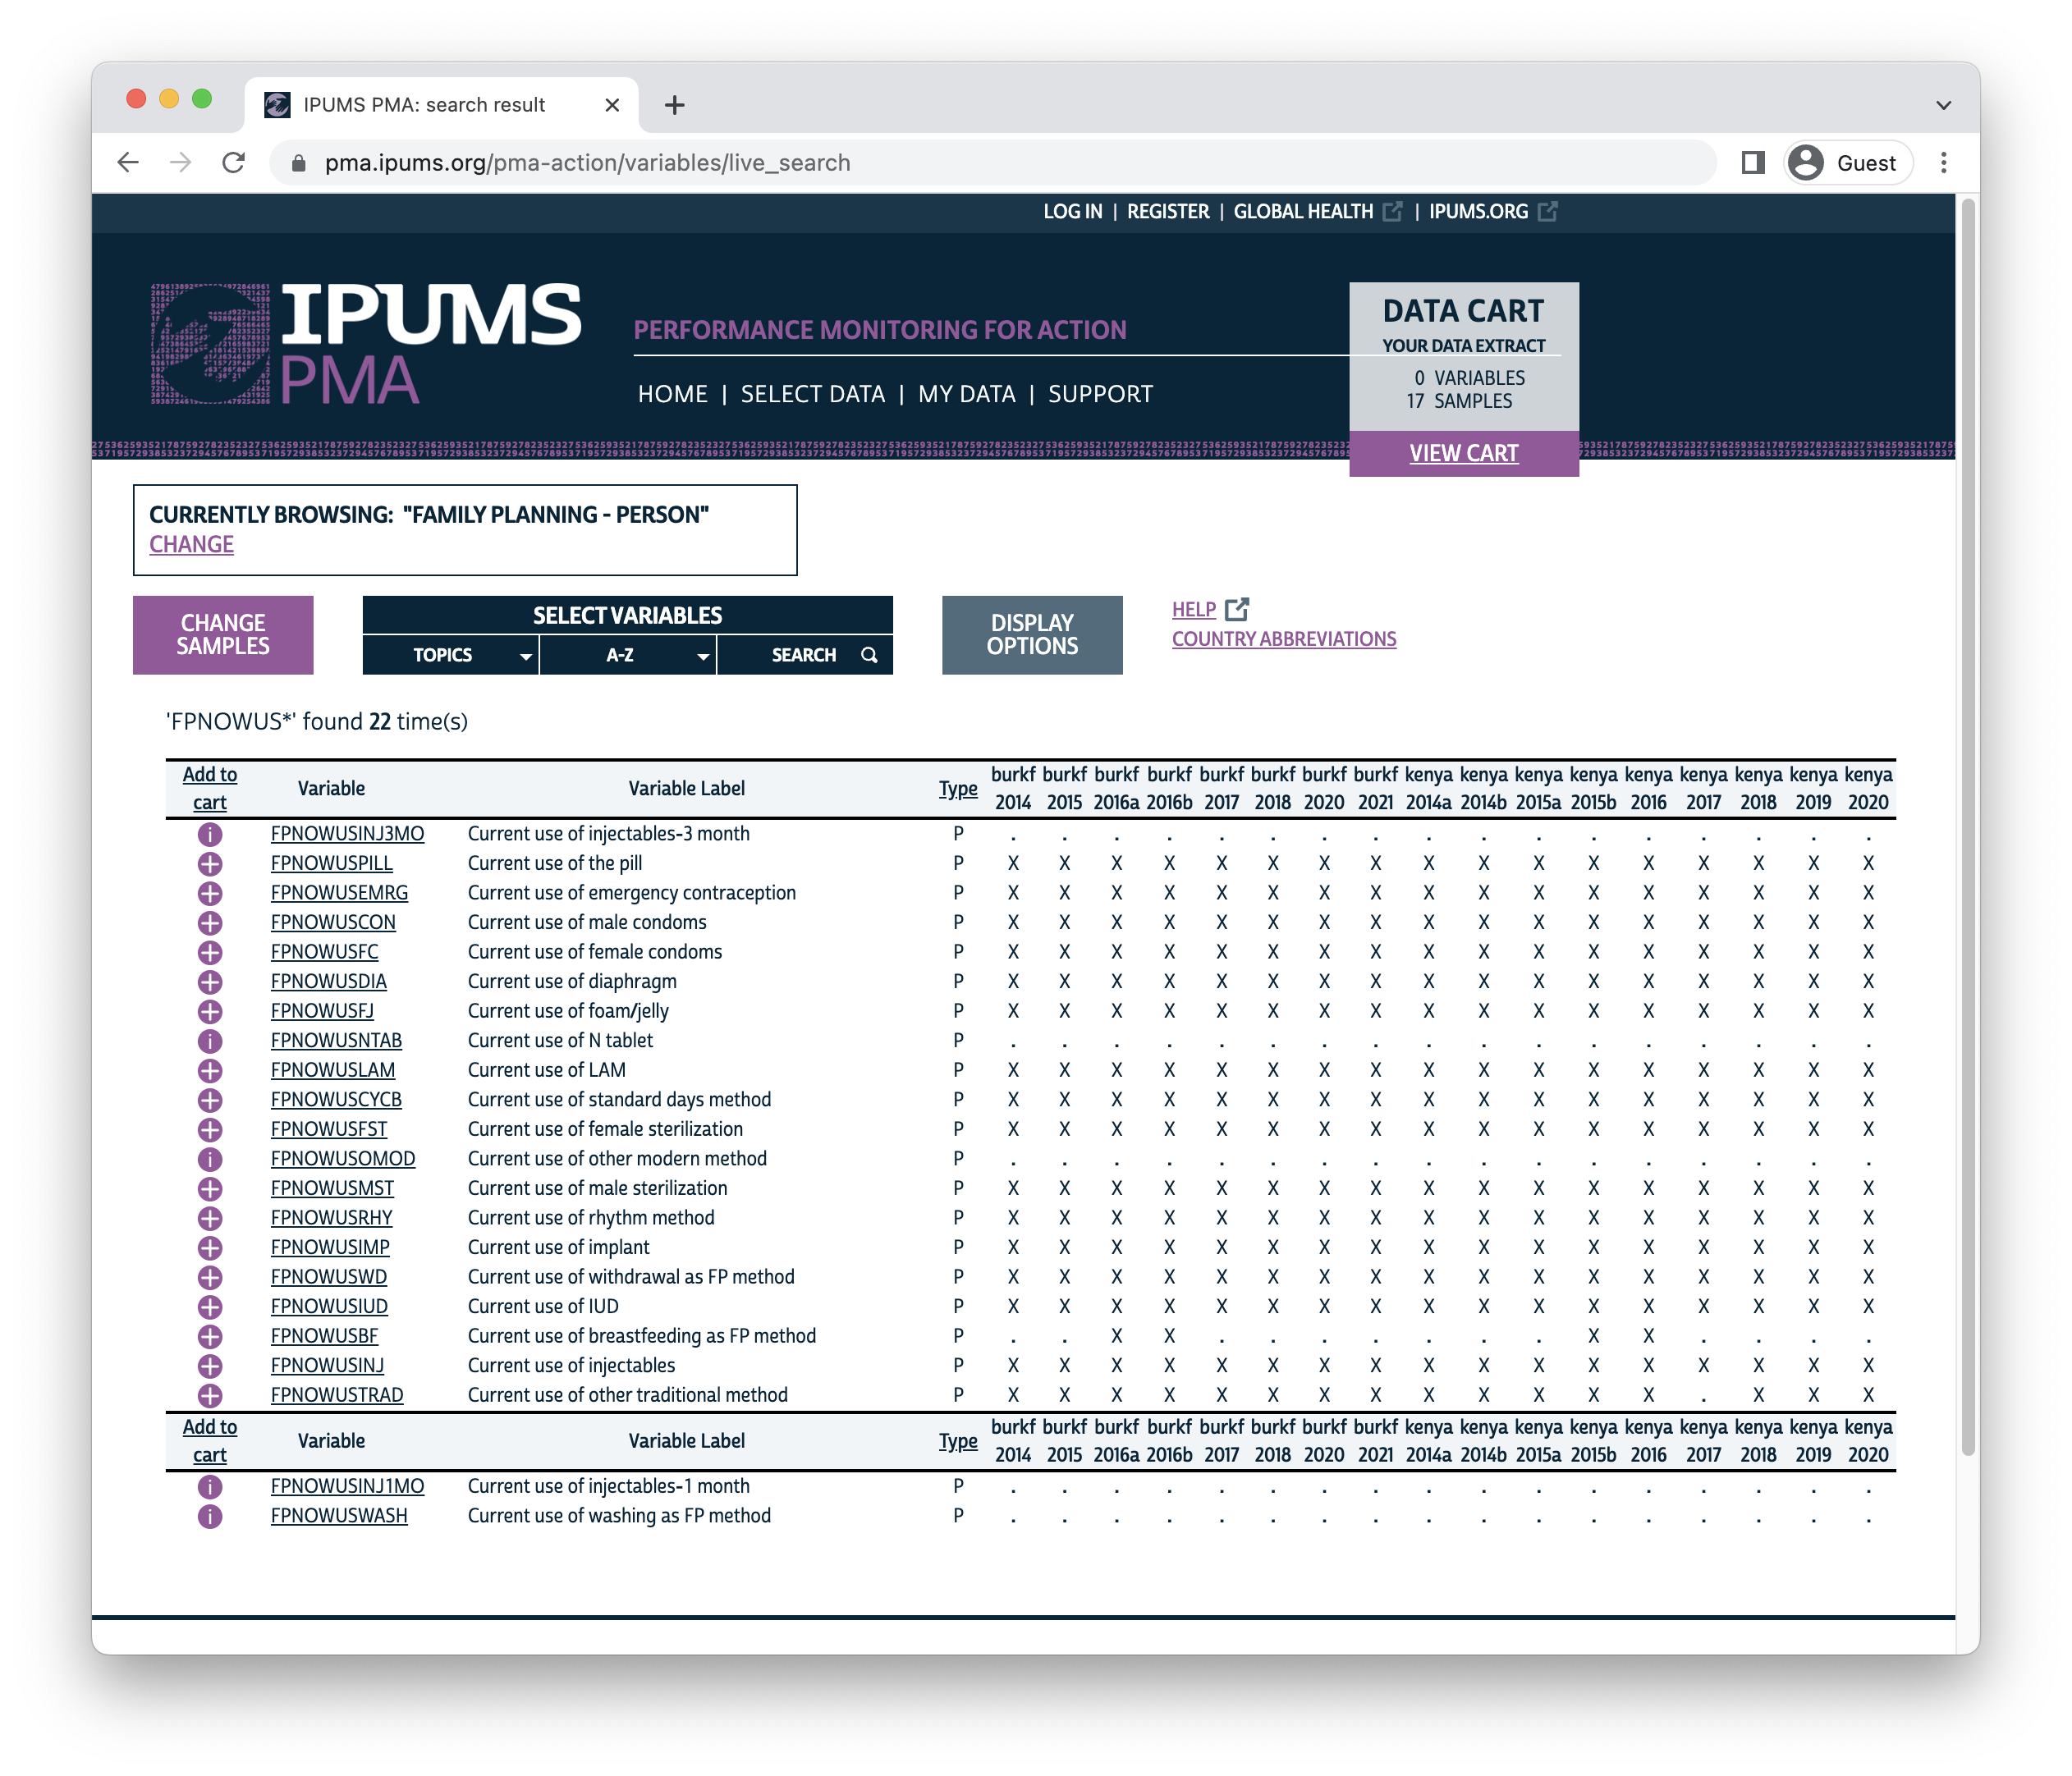 IPUMS PMA: search result
pma.ipums.org/pma-action/variables/live_search
Guest
LOG IN | REGISTER | GLOBAL HEALTH | IPUMS.ORG
IPUMS
PMA
PERFORMANCE MONITORING FOR ACTION
HOME | SELECT DATA | MY DATA | SUPPORT
DATA CART
YOUR DATA EXTRACT
0 VARIABLES
17 SAMPLES
VIEW CART
CURRENTLY BROWSING: "FAMILY PLANNING - PERSON"
CHANGE
CHANGE
SAMPLES
SELECT VARIABLES
TOPICS A-Z SEARCH
DISPLAY
OPTIONS
HELP
COUNTRY ABBREVIATIONS
'FPNOWUS*' found 22 time(s)
Add to cart Variable Variable Label Type burkf 2014 burkf 2015 burkf 2016a burkf 2016b burkf 2017 burkf 2018 burkf 2020 burkf 2021 kenya 2014a kenya 2014b kenya 2015a kenya 2015b kenya 2016 kenya 2017 kenya 2018 kenya 2019 kenya 2020
FPNOWUSINJ3MO Current use of injectables-3 month P . . . . . . . . . . . . . . . . .
FPNOWUSPILL Current use of the pill P X X X X X X X X X X X X X X X X X
FPNOWUSEMRG Current use of emergency contraception P X X X X X X X X X X X X X X X X X
FPNOWUSCON Current use of male condoms P X X X X X X X X X X X X X X X X X
FPNOWUSFC Current use of female condoms P X X X X X X X X X X X X X X X X X
FPNOWUSDIA Current use of diaphragm P X X X X X X X X X X X X X X X X X
FPNOWUSFJ Current use of foam/jelly P X X X X X X X X X X X X X X X X X
FPNOWUSNTAB Current use of N tablet P . . . . . . . . . . . . . . . . .
FPNOWUSLAM Current use of LAM P X X X X X X X X X X X X X X X X X
FPNOWUSCYCB Current use of standard days method P X X X X X X X X X X X X X X X X X
FPNOWUSFST Current use of female sterilization P X X X X X X X X X X X X X X X X X
FPNOWUSOMOD Current use of other modern method P . . . . . . . . . . . . . . . . .
FPNOWUSMST Current use of male sterilization P X X X X X X X X X X X X X X X X X
FPNOWUSRHY Current use of rhythm method P X X X X X X X X X X X X X X X X X
FPNOWUSIMP Current use of implant P X X X X X X X X X X X X X X X X X
FPNOWUSWD Current use of withdrawal as FP method P X X X X X X X X X X X X X X X X X
FPNOWUSIUD Current use of IUD P X X X X X X X X X X X X X X X X X
FPNOWUSBF Current use of breastfeeding as FP method P . . X X . . . . . . . X X . . . .
FPNOWUSINJ Current use of injectables P X X X X X X X X X X X X X X X X X
FPNOWUSTRAD Current use of other traditional method P X X X X X X X X X X X X X . X X X
Add to cart Variable Variable Label Type burkf 2014 burkf 2015 burkf 2016a burkf 2016b burkf 2017 burkf 2018 burkf 2020 burkf 2021 kenya 2014a kenya 2014b kenya 2015a kenya 2015b kenya 2016 kenya 2017 kenya 2018 kenya 2019 kenya 2020
FPNOWUSINJ1MO Current use of injectables-1 month P . . . . . . . . . . . . . . . . .
FPNOWUSWASH Current use of washing as FP method P . . . . . . . . . . . . . . . . .